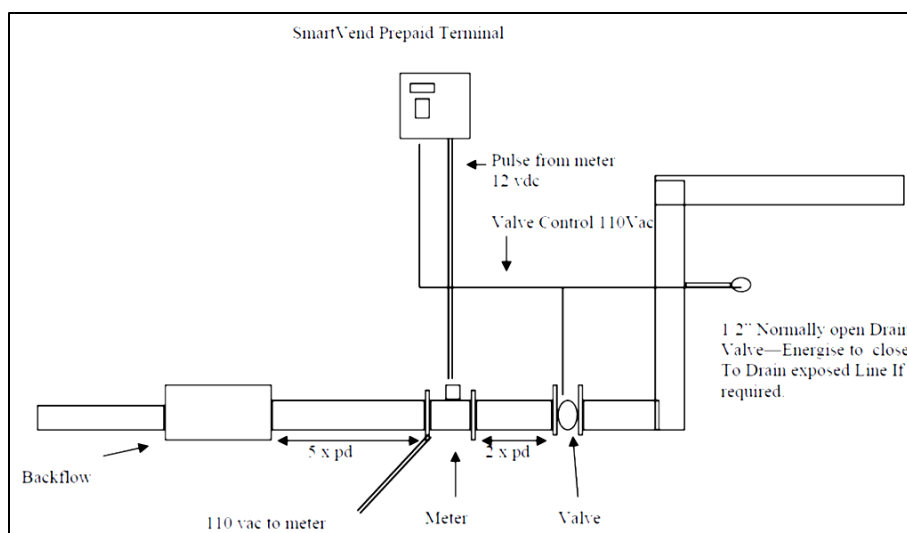 SmartVend Prepaid Terminal
Pulse from meter
12 vdc
Valve Control 110Vac
1 2" Normally open Drain
Valve—Energise to close
To Drain exposed Line If
required.
5 x pd
2 x pd
Backflow
110 vac to meter
Meter
Valve